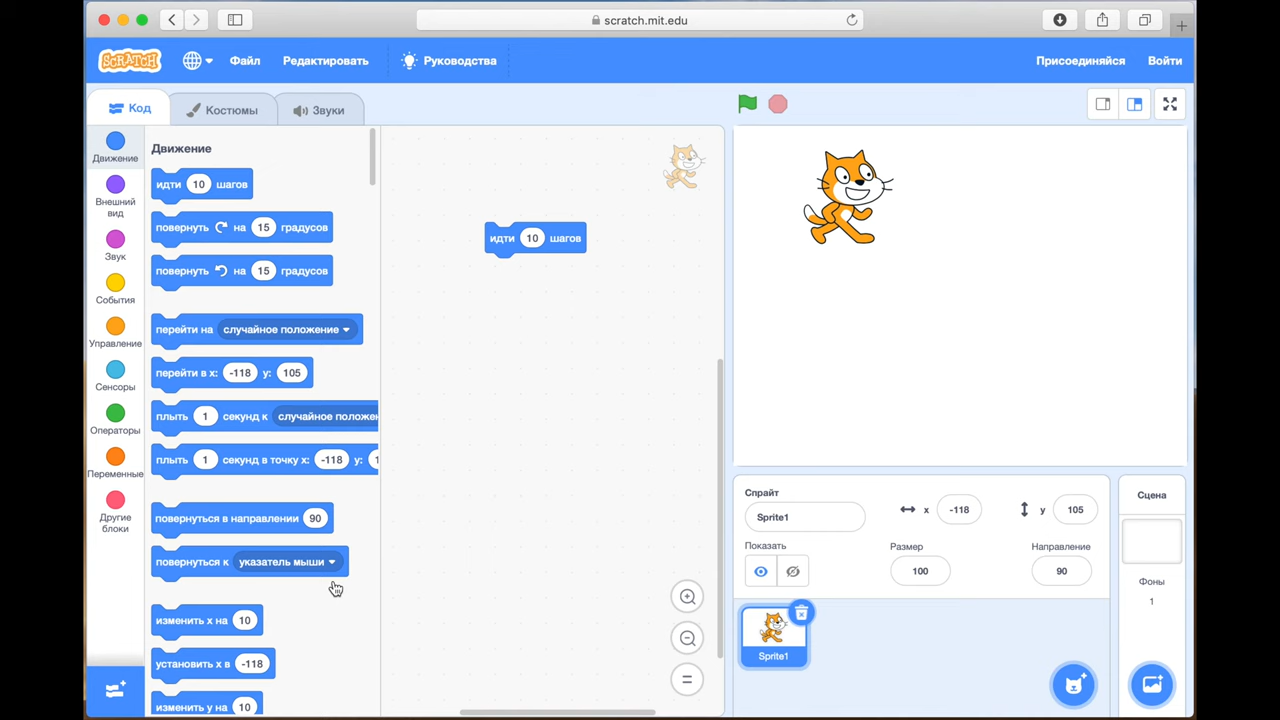 scratch.mit.edu
SCRATCH Файл Редактировать Руководства Присоединяйся Войти
Код Костюмы Звуки
Движение
Внешний вид
Звук
События
Управление
Сенсоры
Операторы
Переменные
Другие блоки
Движение
идти 10 шагов
повернуть на 15 градусов
повернуть на 15 градусов
перейти на случайное положение
перейти в x: -118 y: 105
плыть 1 секунд к случайное положен
плыть 1 секунд в точку x: -118 y: 1
повернуться в направлении 90
повернуться к указатель мыши
изменить x на 10
установить x в -118
изменить y на 10
идти 10 шагов
Спрайт
Sprite1 x -118 y 105
Показать Размер Направление
100 90
Sprite1
Сцена
Фоны
1